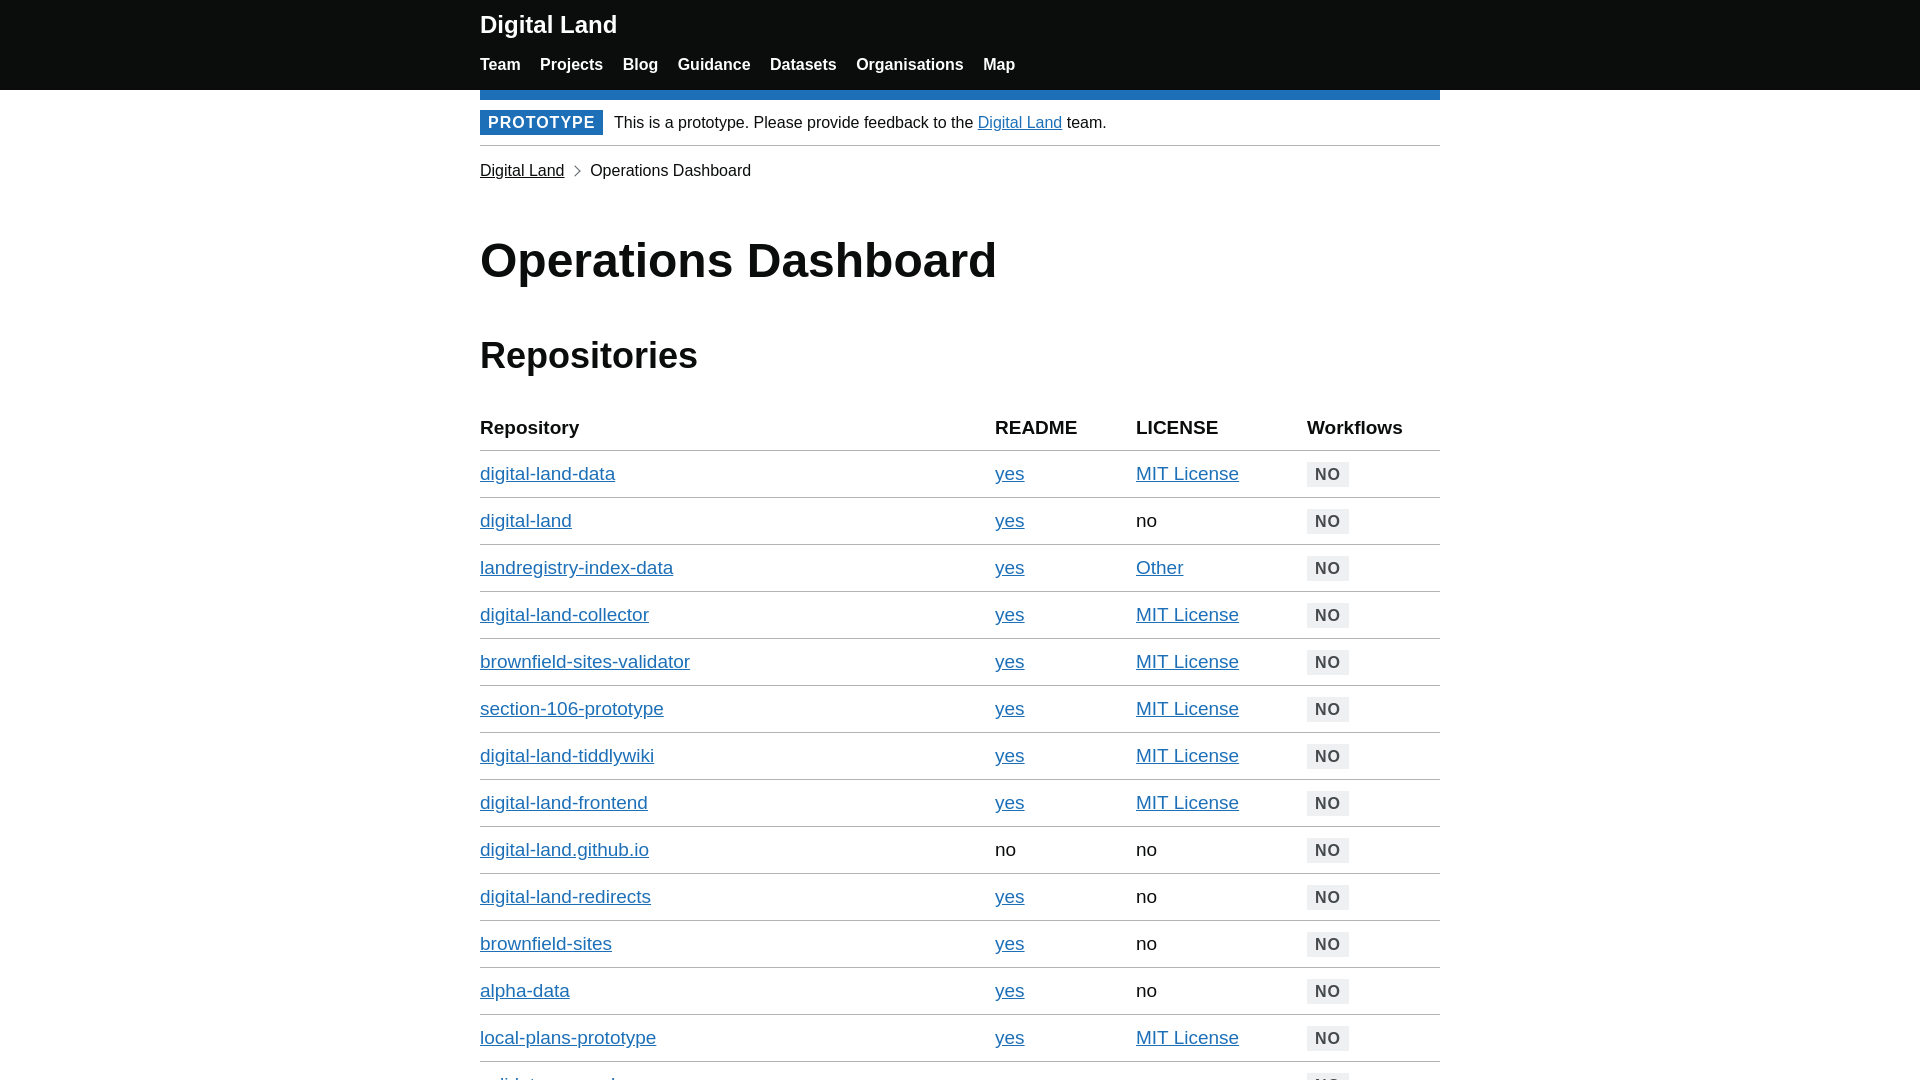 Digital Land
Team Projects Blog Guidance Datasets Organisations Map
PROTOTYPE This is a prototype. Please provide feedback to the Digital Land team.
Digital Land Operations Dashboard
Operations Dashboard
Repositories
Repository README LICENSE Workflows
digital-land-data yes MIT License NO
digital-land yes no NO
landregistry-index-data yes Other NO
digital-land-collector yes MIT License NO
brownfield-sites-validator yes MIT License NO
section-106-prototype yes MIT License NO
digital-land-tiddlywiki yes MIT License NO
digital-land-frontend yes MIT License NO
digital-land.github.io no no NO
digital-land-redirects yes no NO
brownfield-sites yes no NO
alpha-data yes no NO
local-plans-prototype yes MIT License NO